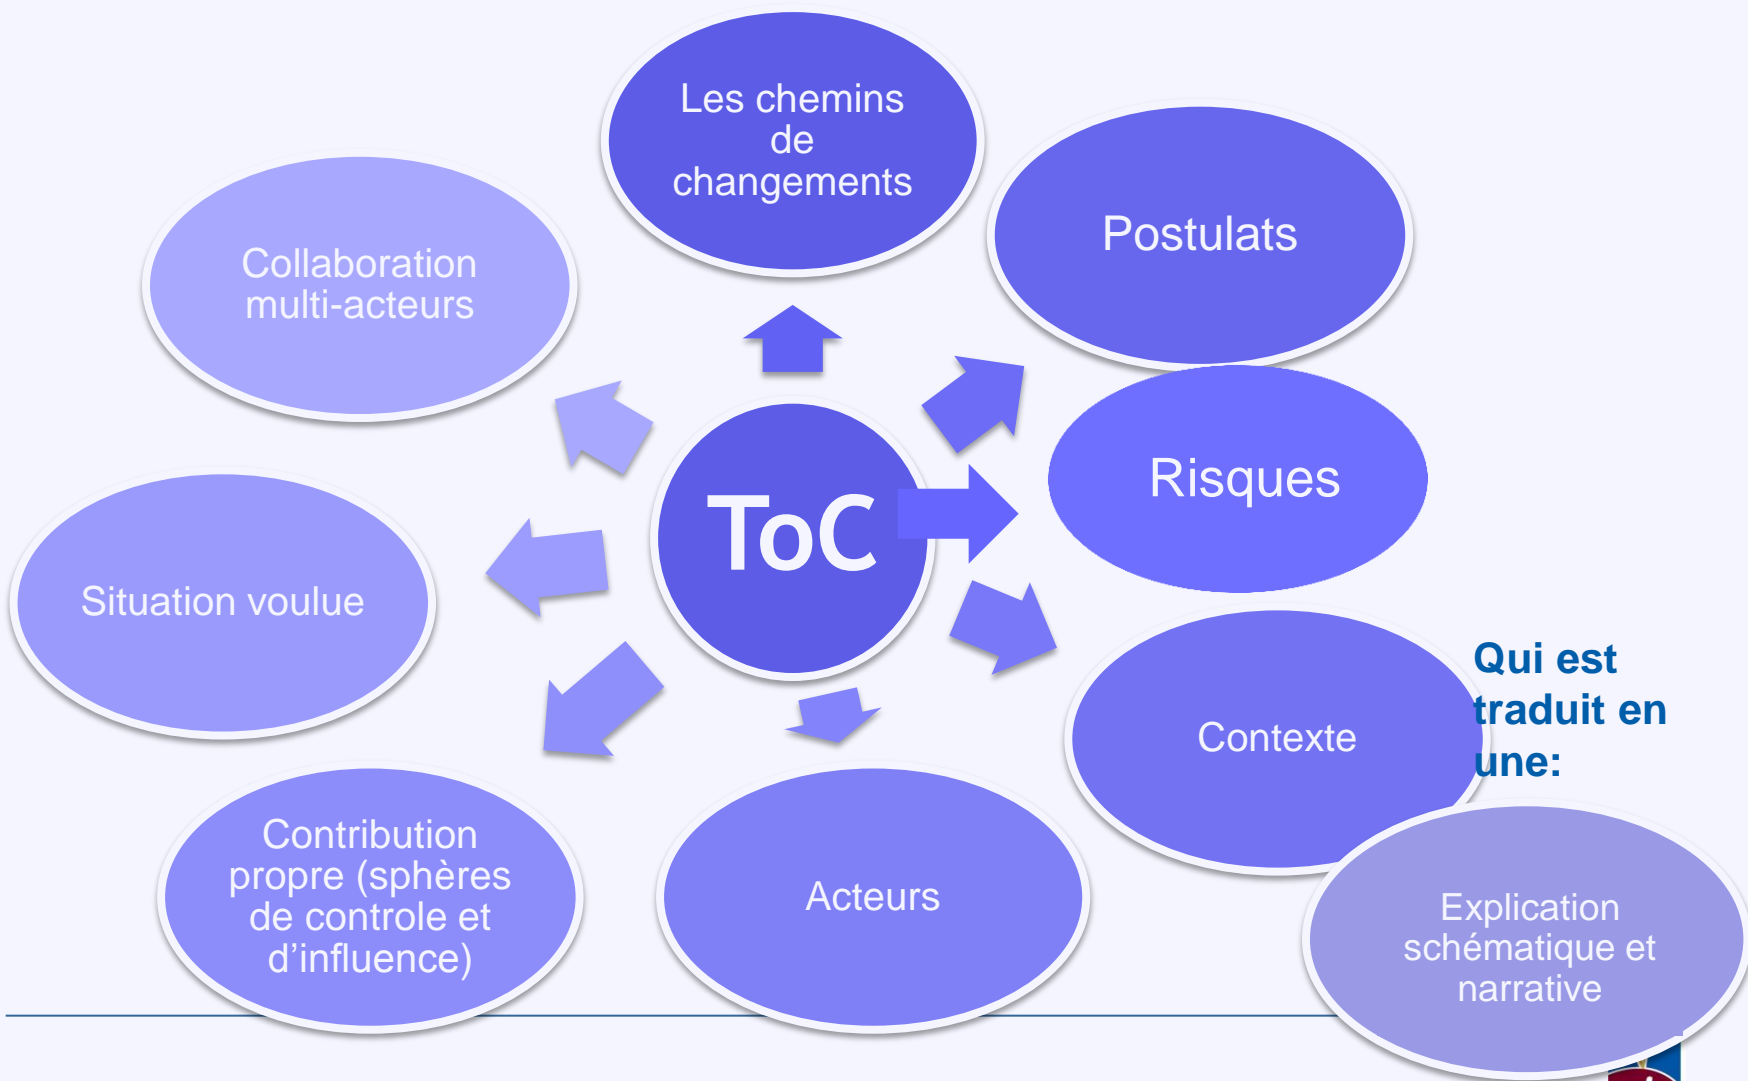 Les chemins
de
changements
Postulats
Collaboration
multi-acteurs
Risques
ToC
Situation voulue
Contexte
Qui est
traduit en
une:
Contribution
propre (sphères
de controle et
d’influence)
Acteurs
Explication
schématique et
narrative